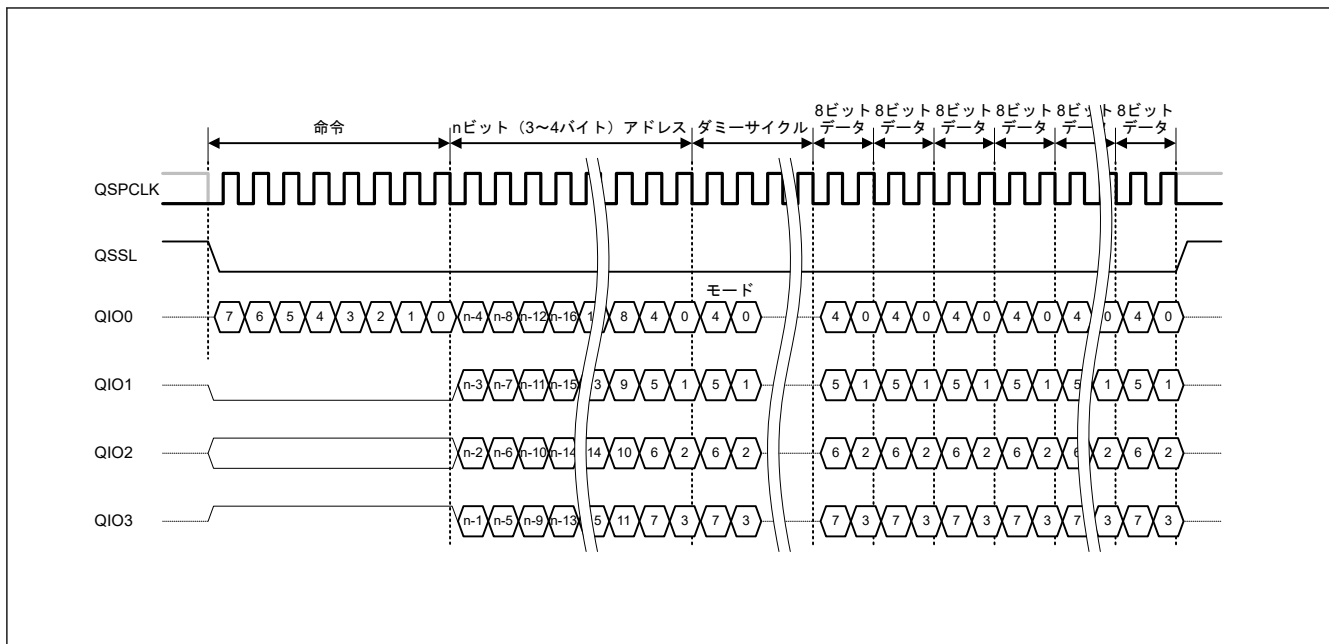 8ビット 8ビット 8ビット 8ビット 8ビット 8ビット
命令 nビット（3～4バイト）アドレス ダミーサイクル データ データ データ データ データ データ
QSPCLK
QSSL
モード
QIO0 7 6 5 4 3 2 1 0 n-4 n-8 n-12 n-16 8 4 0 4 0 4 0 4 0 4 0 4 0 4 0 4 0
QIO1 n-3 n-7 n-11 n-15 9 5 1 5 1 5 1 5 1 5 1 5 1 5 1 5 1
QIO2 n-2 n-6 n-10 n-14 14 10 6 2 6 2 6 2 6 2 6 2 6 2 6 2 6 2
QIO3 n-1 n-5 n-9 n-13 11 7 3 7 3 7 3 7 3 7 3 7 3 7 3 7 3